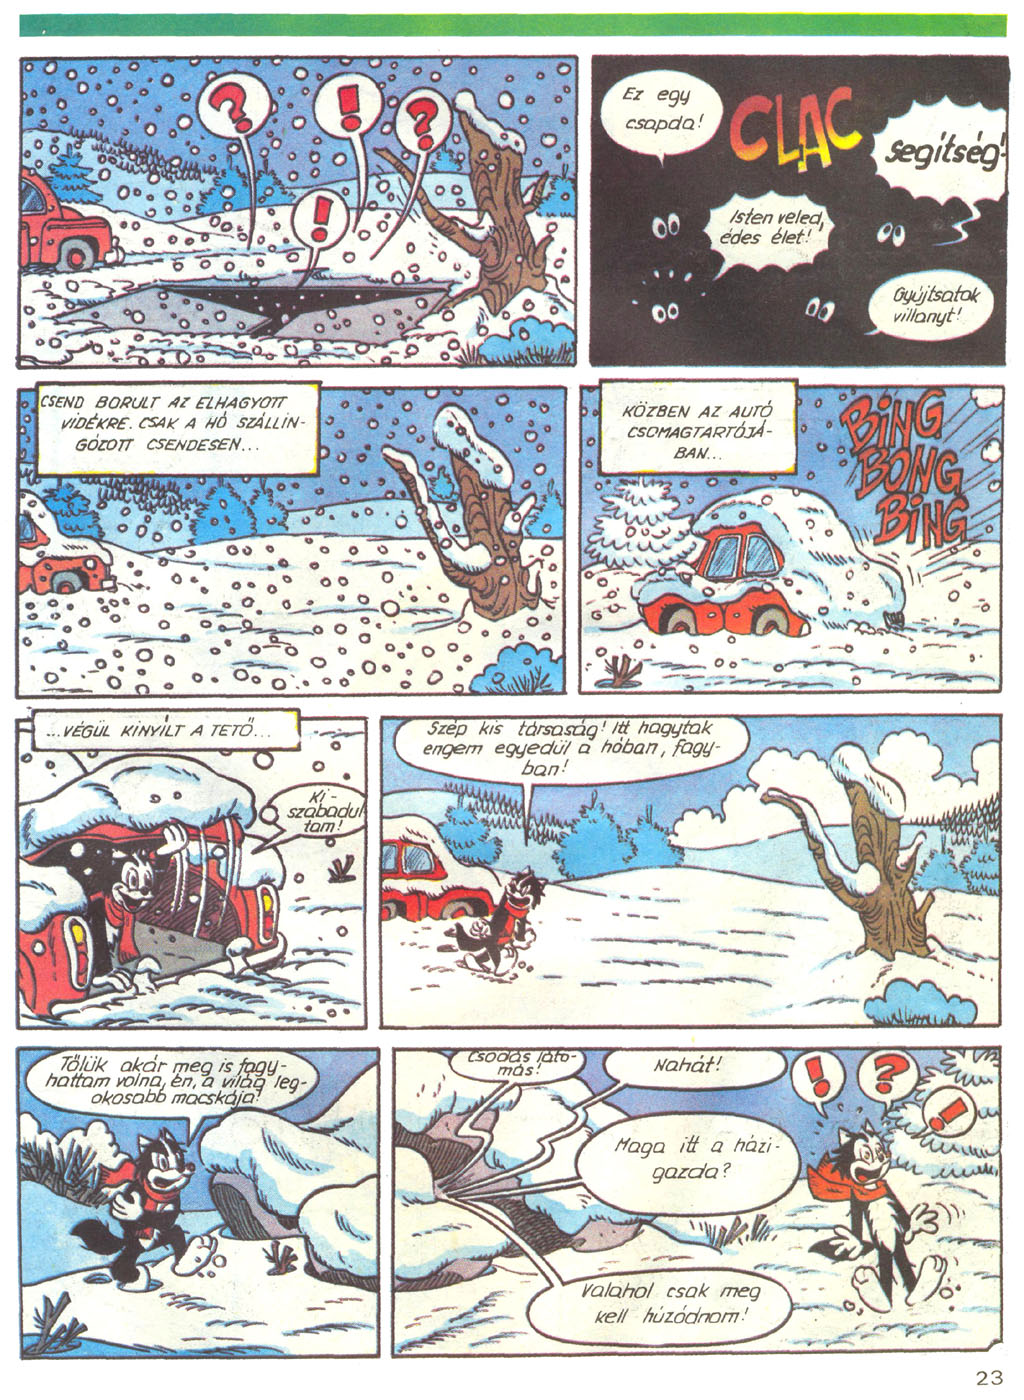 ?
!
?
!
Ez egy
csapda!
CLAC
segítség!
Isten veled,
édes élet!
Gyújtsatok
villanyt!
CSEND BORULT AZ ELHAGYOTT
VIDÉKRE. CSAK A HÓ SZÁLLIN-
GÓZOTT CSENDESEN...
KÖZBEN AZ AUTÓ
CSOMAGTARTÓJÁ-
BAN...
BING
BONG
BING
...VÉGÜL KINYÍLT A TETŐ...
Ki-
szabadul
tam!
Szép kis társaság! Itt hagytak
engem egyedül a hóban, fagy-
ban!
Tőlük akár meg is fagy-
hattam volna, én, a világ leg-
okosabb macskája!
Csodás láto-
más!
Nahát!
Maga itt a házi-
gazda?
Valahol csak meg
kell húzódnom!
!
?
!
23